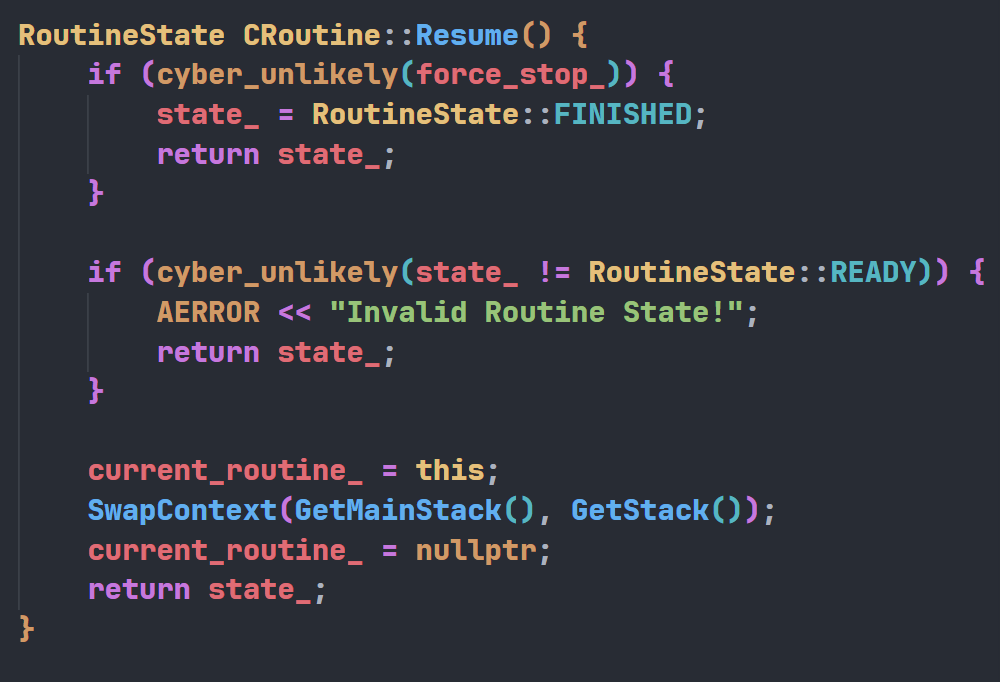 RoutineState CRoutine::Resume() {
    if (cyber_unlikely(force_stop_)) {
        state_ = RoutineState::FINISHED;
        return state_;
    }

    if (cyber_unlikely(state_ != RoutineState::READY)) {
        AERROR << "Invalid Routine State!";
        return state_;
    }

    current_routine_ = this;
    SwapContext(GetMainStack(), GetStack());
    current_routine_ = nullptr;
    return state_;
}